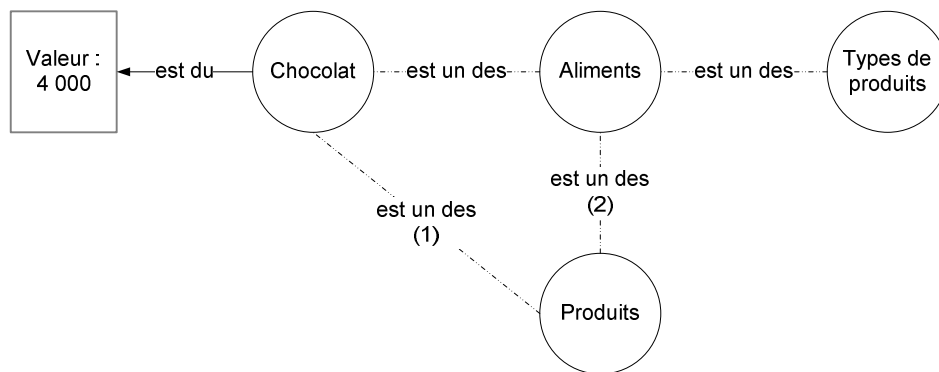 Valeur :
4 000
est du
Chocolat
est un des
Aliments
est un des
Types de
produits
est un des
(1)
est un des
(2)
Produits